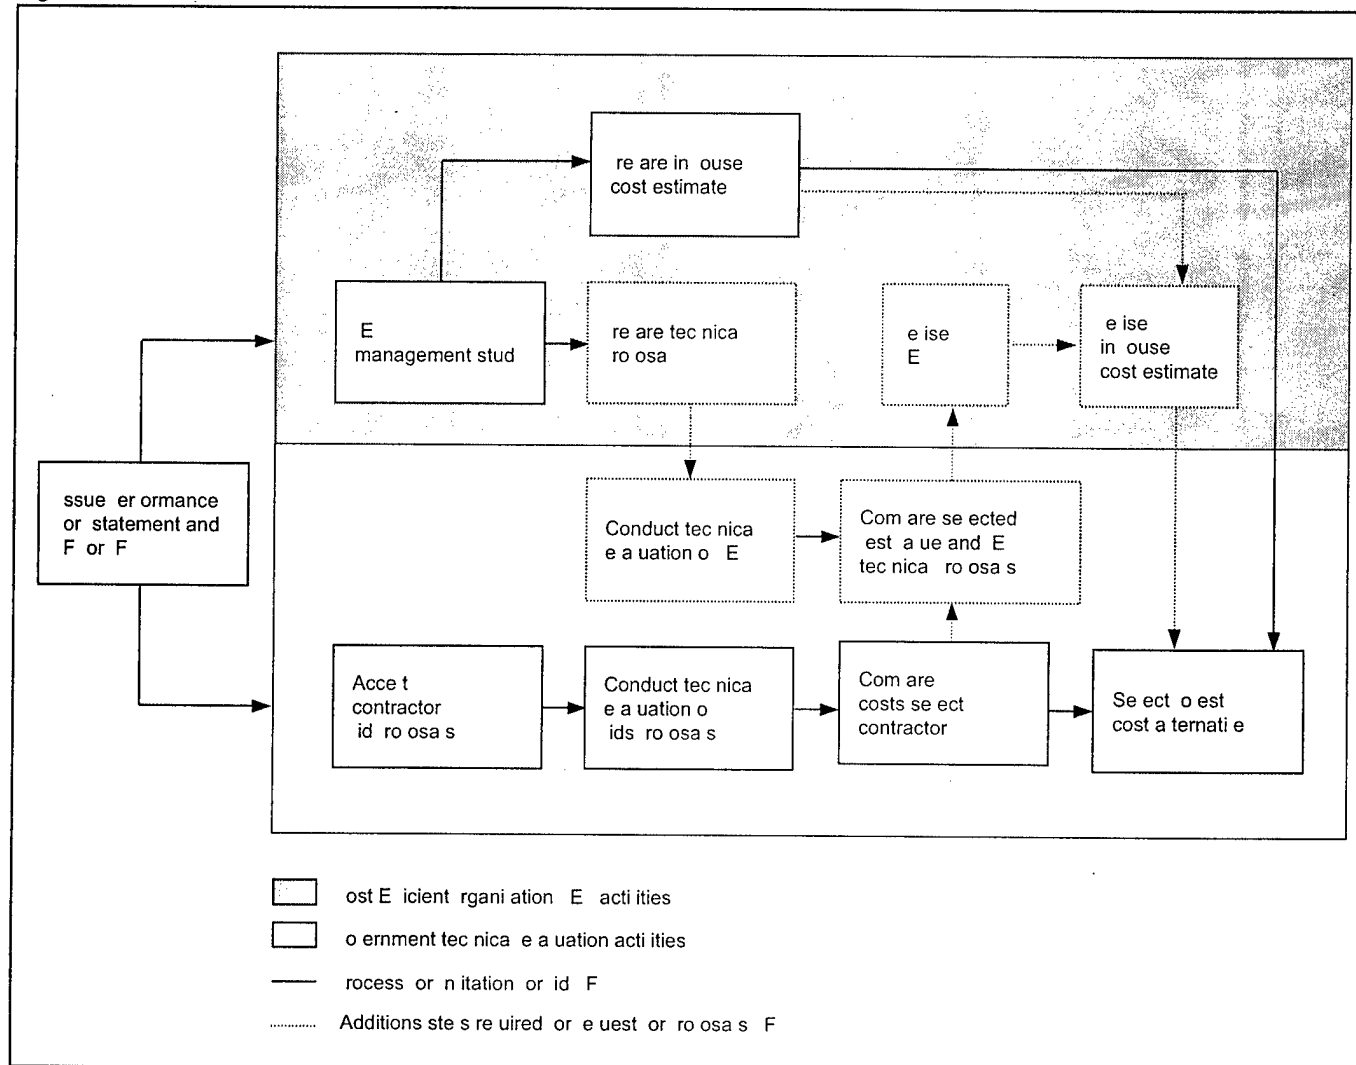 re are in ouse
cost estimate
E
management stud
re are tec nica
ro osa
e ise
E
e ise
in ouse
cost estimate
ssue er ormance
or statement and
F or F
Conduct tec nica
e a uation o E
Com are se ected
est a ue and E
tec nica ro osa s
Acce t
contractor
id ro osa s
Conduct tec nica
e a uation o
ids ro osa s
Com are
costs se ect
contractor
Se ect o est
cost a ternati e
ost E icient rgani ation E acti ities
o ernment tec nica e a uation acti ities
rocess or n itation or id F
Additions ste s re uired or e uest or ro osa s F